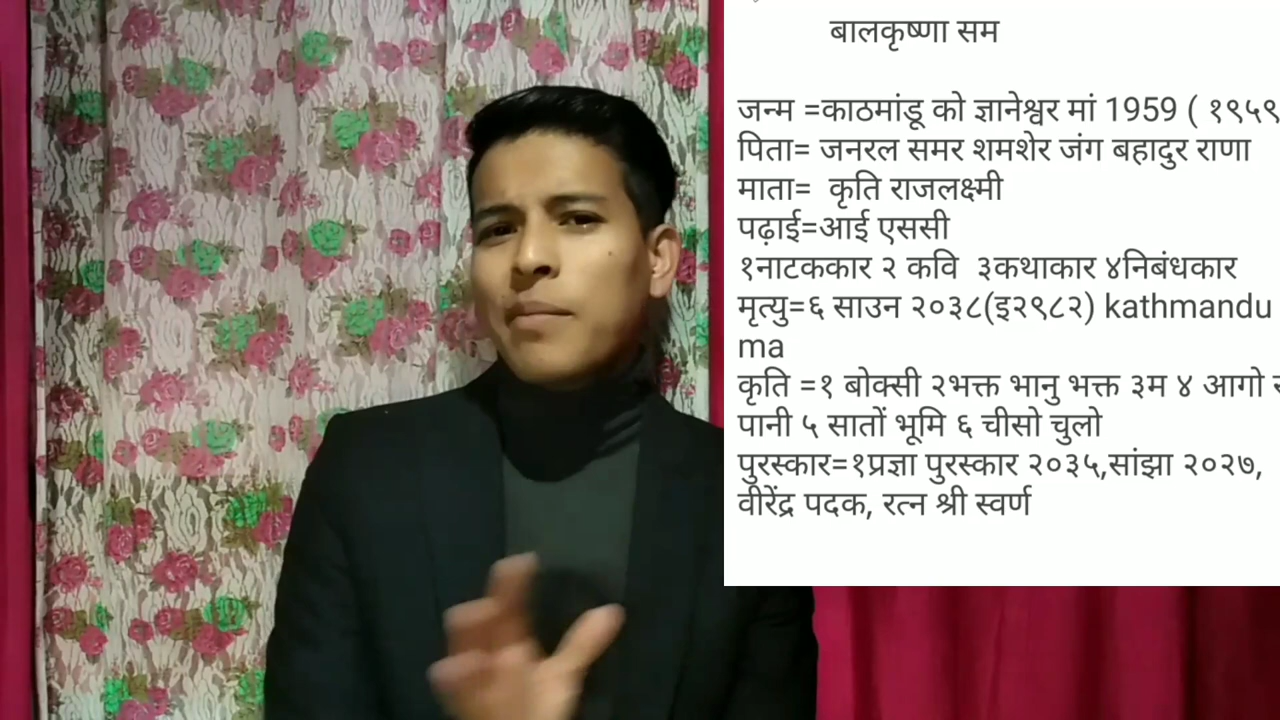 बालकृष्णा सम
जन्म =काठमांडू को ज्ञानेश्वर मां 1959 ( १९५९
पिता= जनरल समर शमशेर जंग बहादुर राणा
माता= कृति राजलक्ष्मी
पढ़ाई=आई एससी
१नाटककार २ कवि ३कथाकार ४निबंधकार
मृत्यु=६ साउन २०३८(इ२९८२) kathmandu
ma
कृति =१ बोक्सी २भक्त भानु भक्त ३म ४ आगो
पानी ५ सातों भूमि ६ चीसो चुलो
पुरस्कार=१प्रज्ञा पुरस्कार २०३५,सांझा २०२७,
वीरेंद्र पदक, रत्न श्री स्वर्ण